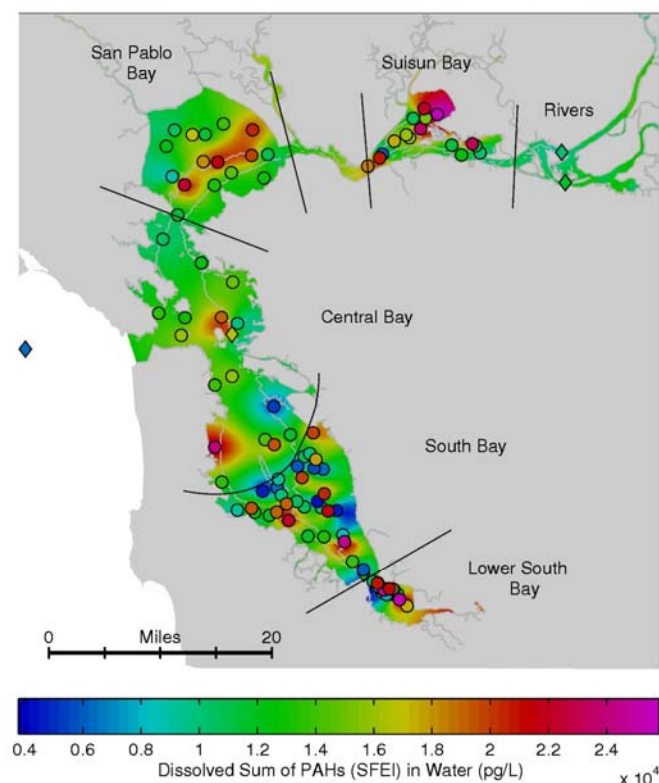 San Pablo
Bay
Suisun Bay
Rivers
Central Bay
South Bay
Lower South
Bay
0 Miles 20
0.4 0.6 0.8 1 1.2 1.4 1.6 1.8 2 2.2 2.4
Dissolved Sum of PAHs (SFEI) in Water (pg/L)
x 10⁴